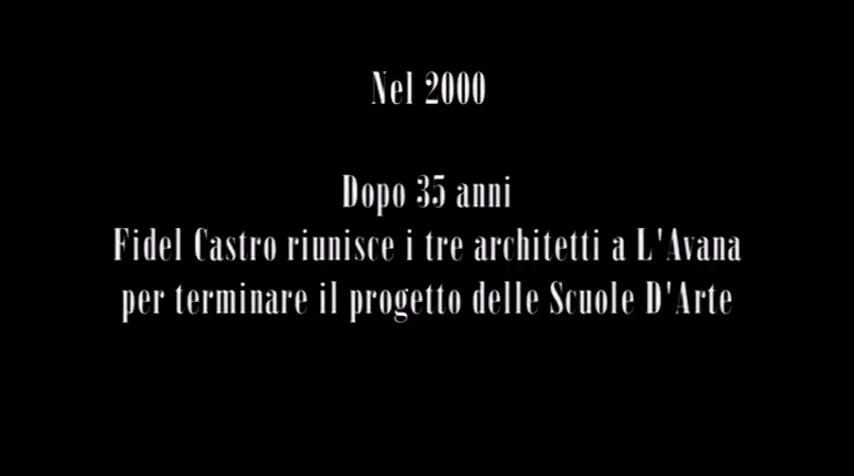 Nel 2000
Dopo 35 anni
Fidel Castro riunisce i tre architetti a L'Avana
per terminare il progetto delle Scuole D'Arte